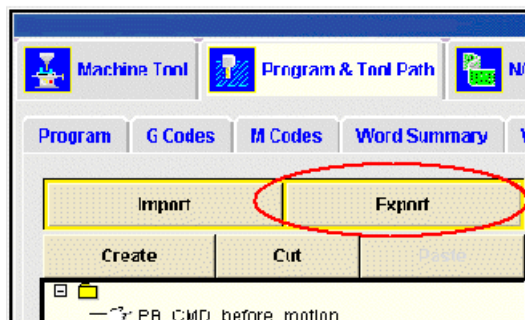 Machine Tool Program & Tool Path
Program G Codes M Codes Word Summary
Import Export
Create Cut Paste
PB_CMD_before_motion